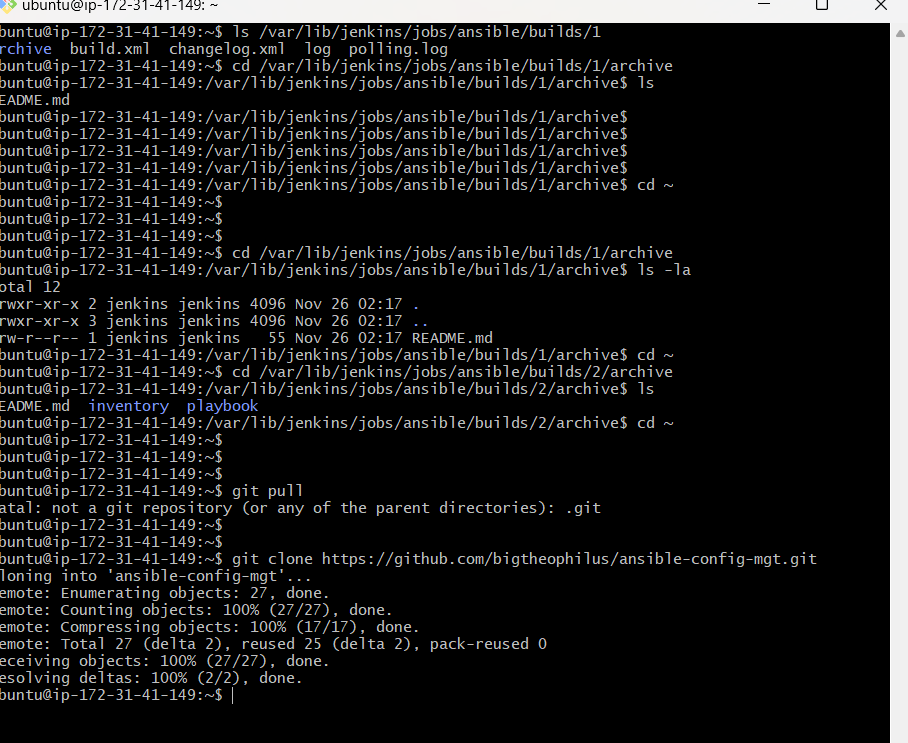 ubuntu@ip-172-31-41-149: ~
buntu@ip-172-31-41-149:~$ ls /var/lib/jenkins/jobs/ansible/builds/1
rchive  build.xml  changelog.xml  log  polling.log
buntu@ip-172-31-41-149:~$ cd /var/lib/jenkins/jobs/ansible/builds/1/archive
buntu@ip-172-31-41-149:/var/lib/jenkins/jobs/ansible/builds/1/archive$ ls
EADME.md
buntu@ip-172-31-41-149:/var/lib/jenkins/jobs/ansible/builds/1/archive$
buntu@ip-172-31-41-149:/var/lib/jenkins/jobs/ansible/builds/1/archive$
buntu@ip-172-31-41-149:/var/lib/jenkins/jobs/ansible/builds/1/archive$
buntu@ip-172-31-41-149:/var/lib/jenkins/jobs/ansible/builds/1/archive$ cd ~
buntu@ip-172-31-41-149:~$
buntu@ip-172-31-41-149:~$
buntu@ip-172-31-41-149:~$
buntu@ip-172-31-41-149:~$ cd /var/lib/jenkins/jobs/ansible/builds/1/archive
buntu@ip-172-31-41-149:/var/lib/jenkins/jobs/ansible/builds/1/archive$ ls -la
otal 12
rwxr-xr-x 2 jenkins jenkins 4096 Nov 26 02:17 .
rwxr-xr-x 3 jenkins jenkins 4096 Nov 26 02:17 ..
rw-r--r-- 1 jenkins jenkins   55 Nov 26 02:17 README.md
buntu@ip-172-31-41-149:/var/lib/jenkins/jobs/ansible/builds/1/archive$ cd ~
buntu@ip-172-31-41-149:~$ cd /var/lib/jenkins/jobs/ansible/builds/2/archive
buntu@ip-172-31-41-149:/var/lib/jenkins/jobs/ansible/builds/2/archive$ ls
EADME.md  inventory  playbook
buntu@ip-172-31-41-149:/var/lib/jenkins/jobs/ansible/builds/2/archive$ cd ~
buntu@ip-172-31-41-149:~$
buntu@ip-172-31-41-149:~$
buntu@ip-172-31-41-149:~$
buntu@ip-172-31-41-149:~$ git pull
atal: not a git repository (or any of the parent directories): .git
buntu@ip-172-31-41-149:~$
buntu@ip-172-31-41-149:~$
buntu@ip-172-31-41-149:~$ git clone https://github.com/bigtheophilus/ansible-config-mgt.git
loning into 'ansible-config-mgt'...
emote: Enumerating objects: 27, done.
emote: Counting objects: 100% (27/27), done.
emote: Compressing objects: 100% (17/17), done.
emote: Total 27 (delta 2), reused 25 (delta 2), pack-reused 0
eceiving objects: 100% (27/27), done.
esolving deltas: 100% (2/2), done.
buntu@ip-172-31-41-149:~$